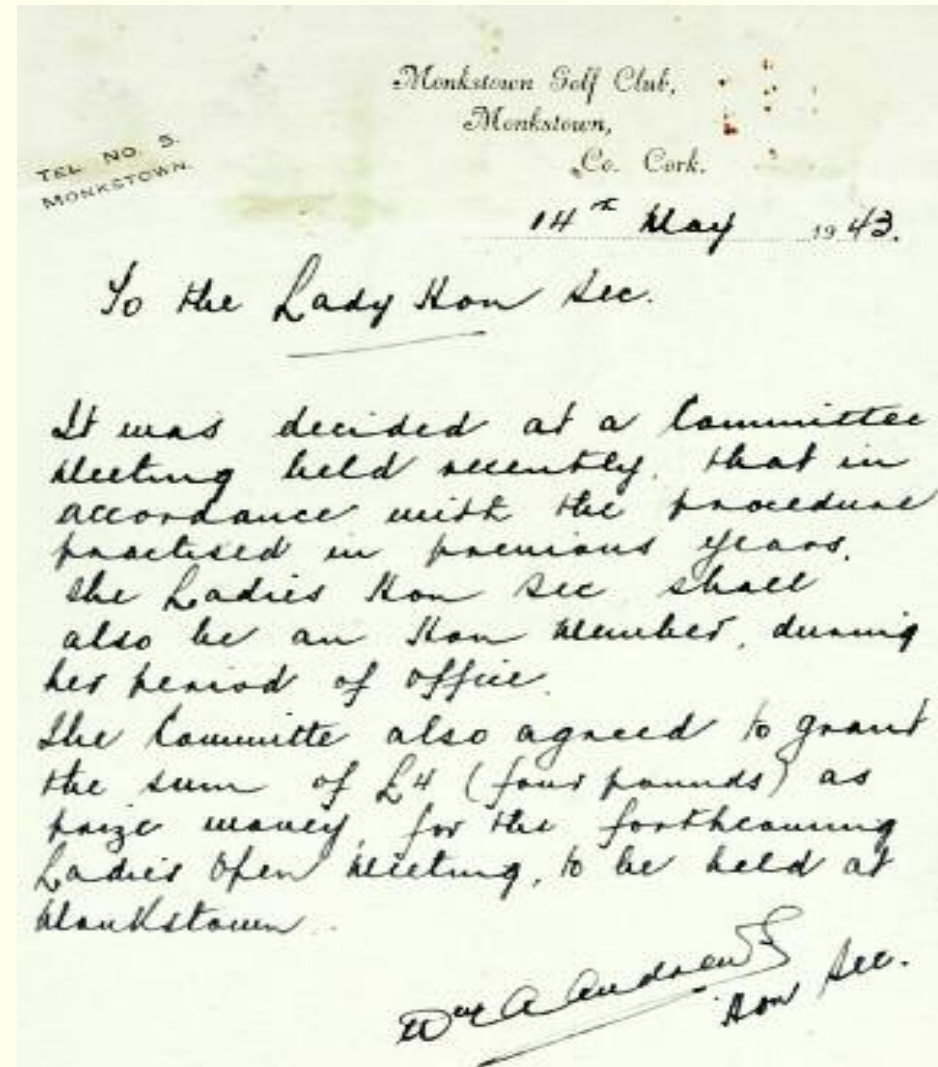 Monkstown Golf Club,
Monkstown,
Co. Cork.
TEL. NO. 5.
MONKSTOWN.
14th May 1943.
To the Lady Hon Sec.
It was decided at a Committee
Meeting held recently, that in
accordance with the procedure
practised in previous years,
the Ladies Hon Sec shall
also be an Hon Member, during
her period of office.
The Committe also agreed to grant
the sum of £4 (four pounds) as
prize money, for the forthcoming
Ladies Open Meeting, to be held at
Monkstown.
Wm A Andrews
Hon Sec.